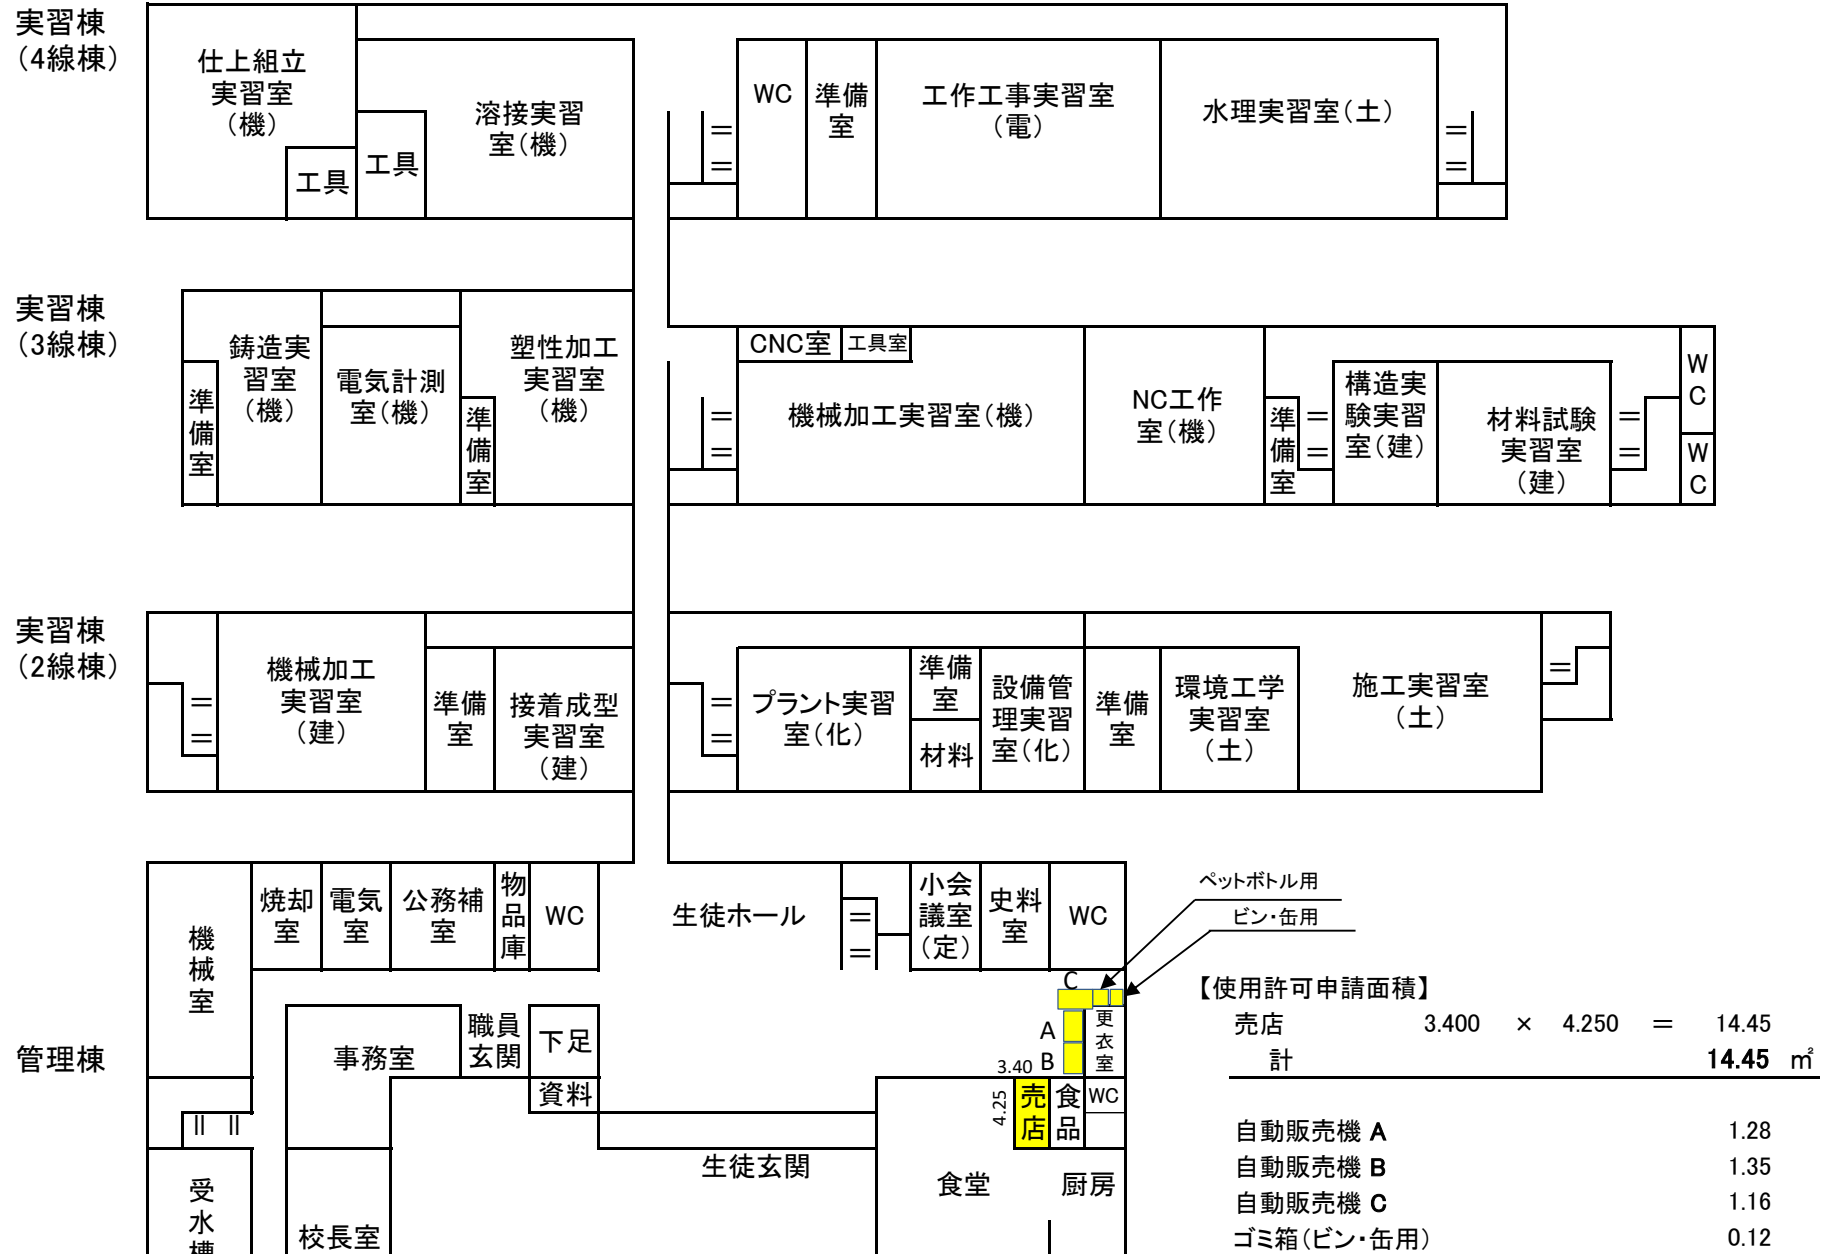 実習棟
（4線棟）
仕上組立
実習室
（機）
工具
工具
溶接実習
室（機）
＝
＝
WC
準備
室
工作工事実習室
（電）
水理実習室（土）
＝
＝
実習棟
（3線棟）
準
備
室
鋳造実
習室
（機）
電気計測
室（機）
準
備
室
塑性加工
実習室
（機）
＝
＝
CNC室
工具室
機械加工実習室（機）
NC工作
室（機）
準
備
室
＝
＝
構造実
験実習
室（建）
材料試験
実習室
（建）
＝
＝
W
C
W
C
実習棟
（2線棟）
＝
＝
機械加工
実習室
（建）
準備
室
接着成型
実習室
（建）
＝
＝
プラント実習
室（化）
準備
室
材料
設備管
理実習
室（化）
準備
室
環境工学
実習室
（土）
施工実習室
（土）
＝
管理棟
機
械
室
焼却
室
電気
室
公務補
室
物
品
庫
WC
生徒ホール
＝
＝
小会
議室
（定）
史料
室
WC
ペットボトル用
ビン・缶用
C
A
B
更
衣
室
3.40
4.25
売
店
食
品
WC
事務室
職員
玄関
下足
資料
＝ ＝
受
水
槽
校長室
生徒玄関
食堂
厨房
【使用許可申請面積】
売店 3.400 × 4.250 ＝ 14.45
計 14.45 ㎡
自動販売機 A 1.28
自動販売機 B 1.35
自動販売機 C 1.16
ゴミ箱（ビン・缶用） 0.12